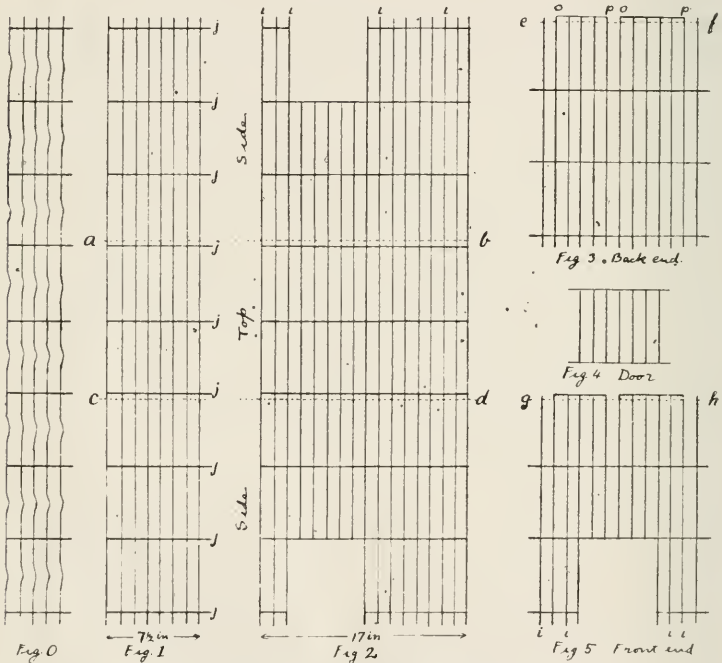 i i i i
j
j
j
j
j
j
j
j
j
Side
a b
Top.
c d
Side
7½ in
Fig. 0
Fig. 1
17 in
Fig 2
e o p o p f
Fig 3. Back end.
Fig 4 Door
g o p h
i i i i
Fig 5 Front end